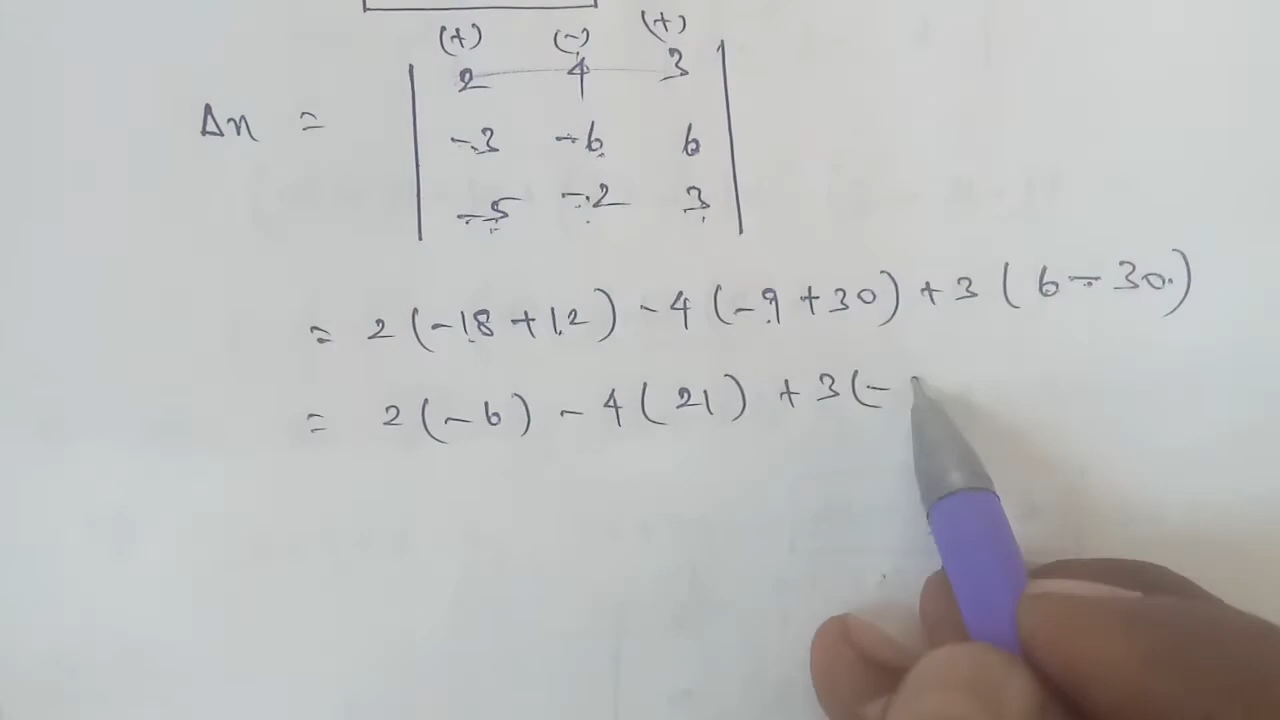 (+) (-) (+)
2 4 3
Δx =
-3 -6 6
-5 -2 3
= 2(-18+12) -4(-9+30) +3(6-30)
= 2(-6) -4(21) +3(-